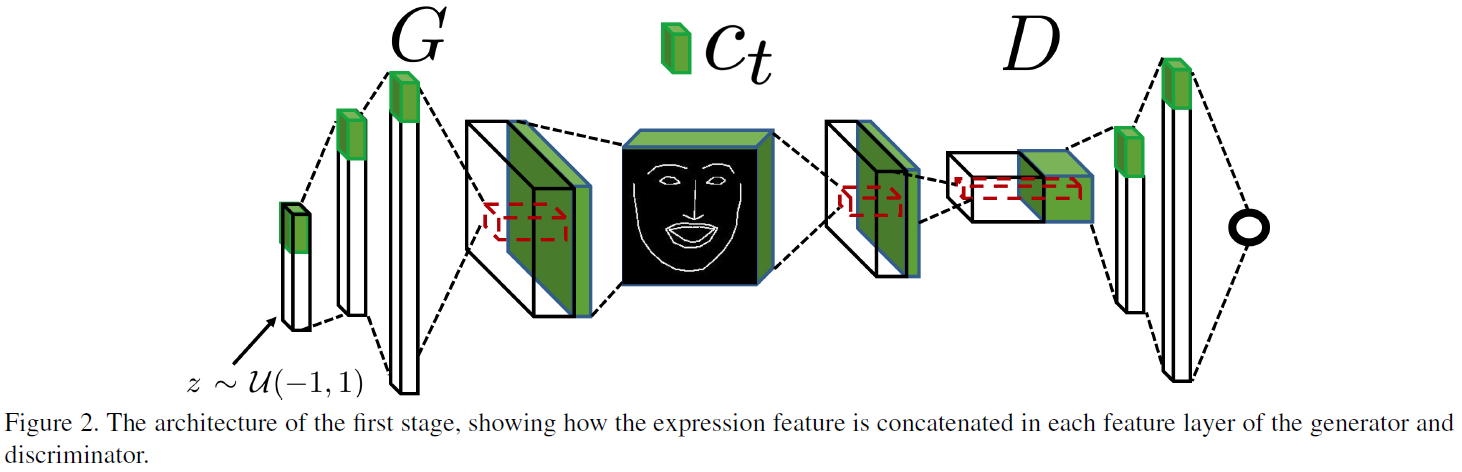 G
c_t
D
z ∼ 𝒰(−1, 1)
Figure 2. The architecture of the first stage, showing how the expression feature is concatenated in each feature layer of the generator and
discriminator.